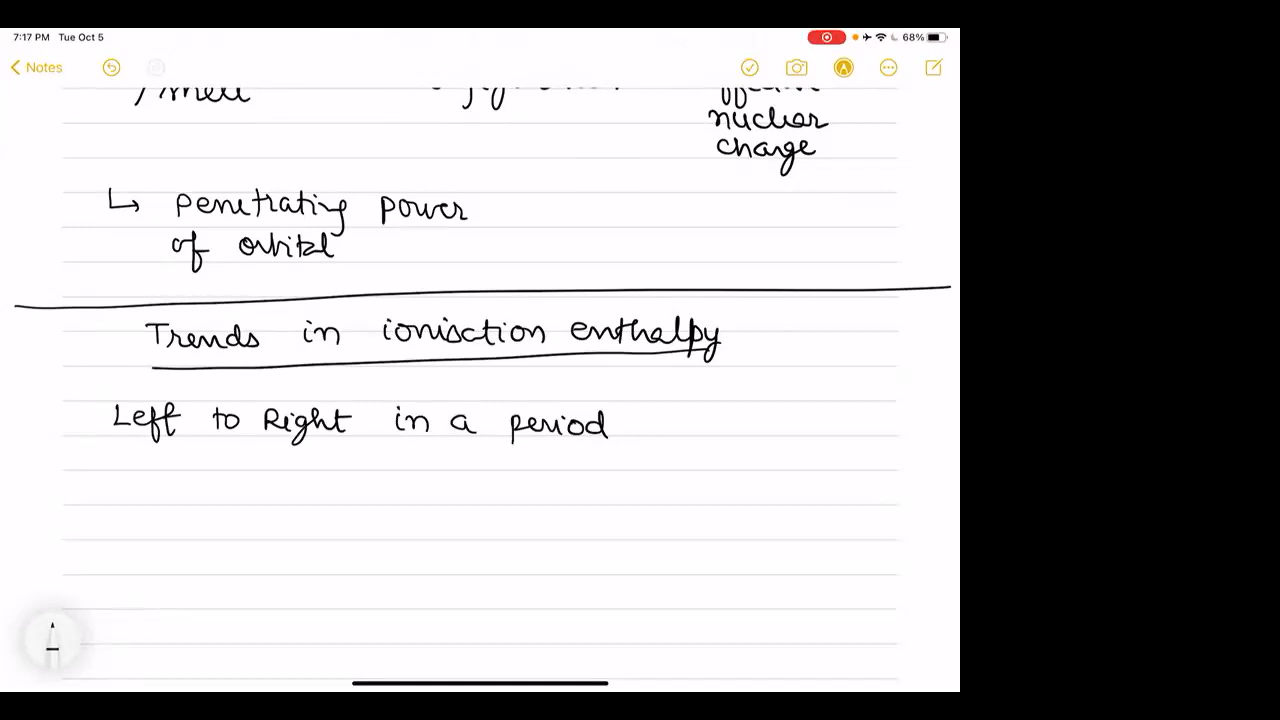 7:17 PM Tue Oct 5
68%
Notes
nuclear
charge
↳ penetrating power
of orbital
Trends in ionisation enthalpy
Left to Right in a period